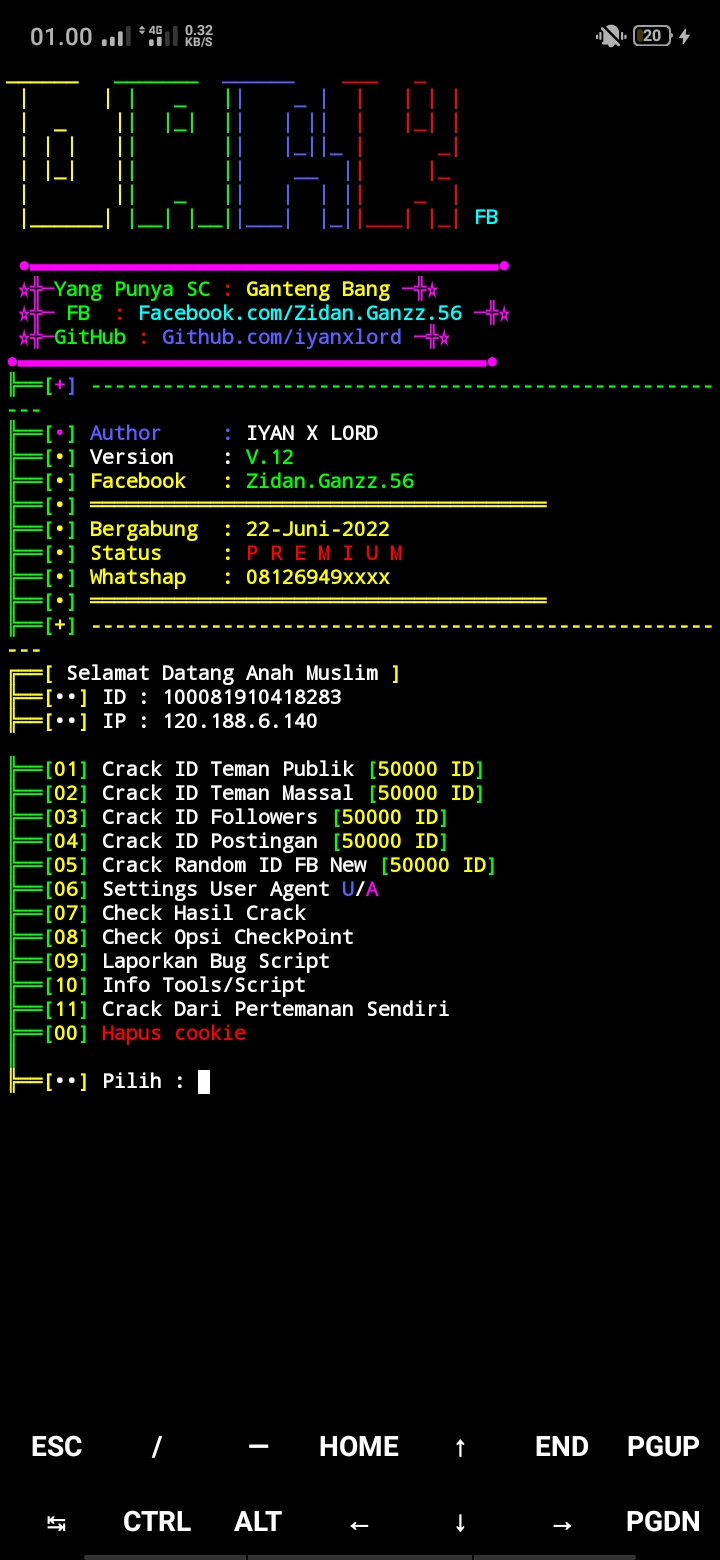 01.00 4G 0.32 KB/S 20
DARK FB
☆╬─Yang Punya SC : Ganteng Bang ─╬☆
☆╬─ FB : Facebook.com/Zidan.Ganzz.56 ─╬☆
☆╬─GitHub : Github.com/iyanxlord ─╬☆
╠══[+] ----------------------------------------------------
---
╠══[•] Author : IYAN X L0RD
╠══[•] Version : V.12
╠══[•] Facebook : Zidan.Ganzz.56
╠══[•] ══════════════════════════════════════
╠══[•] Bergabung : 22-Juni-2022
╠══[•] Status : P R E M I U M
╠══[•] Whatshap : 08126949xxxx
╠══[•] ══════════════════════════════════════
╠══[+] ----------------------------------------------------
---
╔══[ Selamat Datang Anah Muslim ]
╠══[••] ID : 100081910418283
╠══[••] IP : 120.188.6.140
╠══[01] Crack ID Teman Publik [50000 ID]
╠══[02] Crack ID Teman Massal [50000 ID]
╠══[03] Crack ID Followers [50000 ID]
╠══[04] Crack ID Postingan [50000 ID]
╠══[05] Crack Random ID FB New [50000 ID]
╠══[06] Settings User Agent U/A
╠══[07] Check Hasil Crack
╠══[08] Check Opsi CheckPoint
╠══[09] Laporkan Bug Script
╠══[10] Info Tools/Script
╠══[11] Crack Dari Pertemanan Sendiri
╠══[00] Hapus cookie
╠══[••] Pilih :
ESC / — HOME ↑ END PGUP
↹ CTRL ALT ← ↓ → PGDN